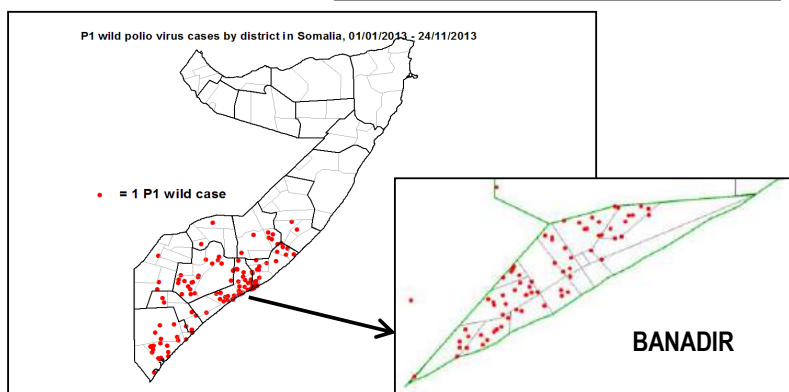 P1 wild polio virus cases by district in Somalia, 01/01/2013 - 24/11/2013
= 1 P1 wild case
BANADIR